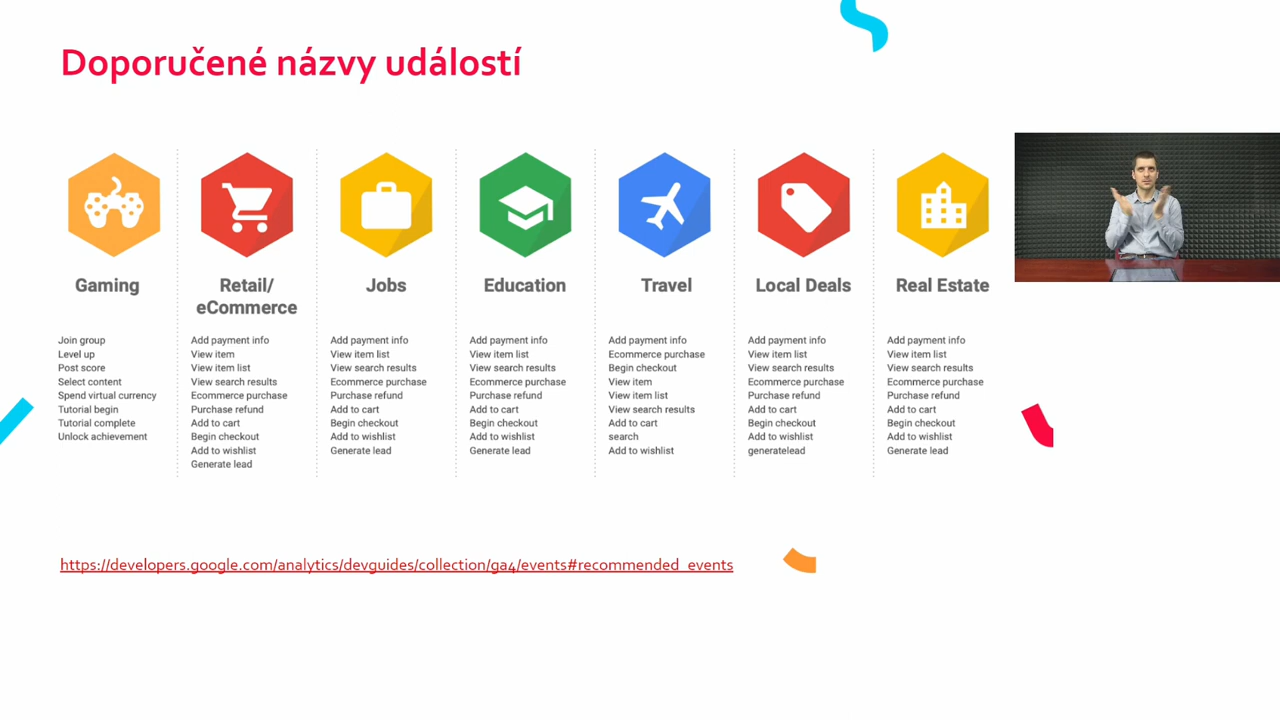 Doporučené názvy událostí
Gaming
Join group
Level up
Post score
Select content
Spend virtual currency
Tutorial begin
Tutorial complete
Unlock achievement
Retail/
eCommerce
Add payment info
View item
View item list
View search results
Ecommerce purchase
Purchase refund
Add to cart
Begin checkout
Add to wishlist
Generate lead
Jobs
Add payment info
View item list
View search results
Ecommerce purchase
Purchase refund
Add to cart
Begin checkout
Add to wishlist
Generate lead
Education
Add payment info
View item list
View search results
Ecommerce purchase
Purchase refund
Add to cart
Begin checkout
Add to wishlist
Generate lead
Travel
Add payment info
Ecommerce purchase
Begin checkout
View item
View item list
View search results
Add to cart
search
Add to wishlist
Local Deals
Add payment info
View item list
View search results
Ecommerce purchase
Purchase refund
Add to cart
Begin checkout
Add to wishlist
generatelead
Real Estate
Add payment info
View item list
View search results
Ecommerce purchase
Purchase refund
Add to cart
Begin checkout
Add to wishlist
Generate lead
https://developers.google.com/analytics/devguides/collection/ga4/events#recommended_events